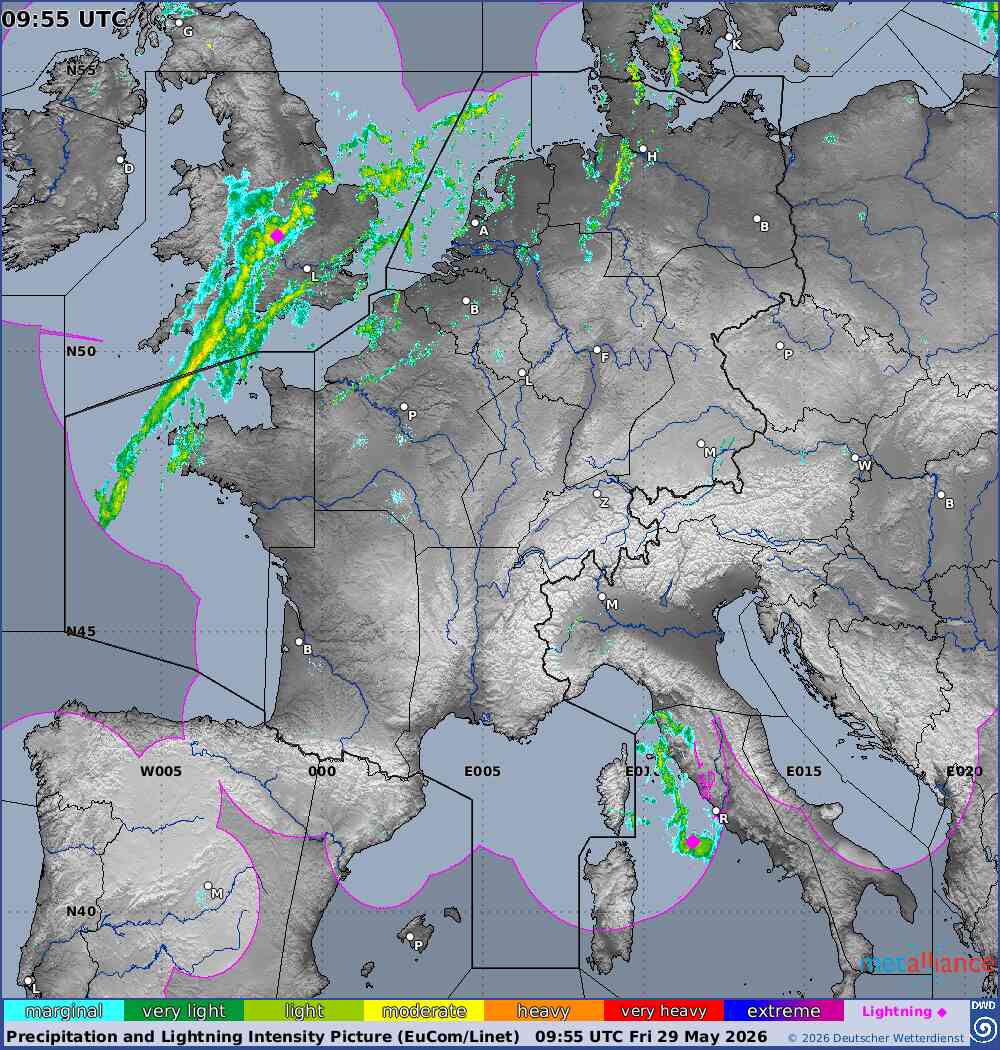 09:55 UTC
G
K
N55
D
H
A
B
L
B
N50
P
F
L
P
M
W
Z
B
M
N45
B
W005
000
E005
E01
E015
E020
R
M
N40
P
L
metalliance
marginal very light light moderate heavy very heavy extreme Lightning ◆
DWD
Precipitation and Lightning Intensity Picture (EuCom/Linet) 09:55 UTC Fri 29 May 2026 © 2026 Deutscher Wetterdienst